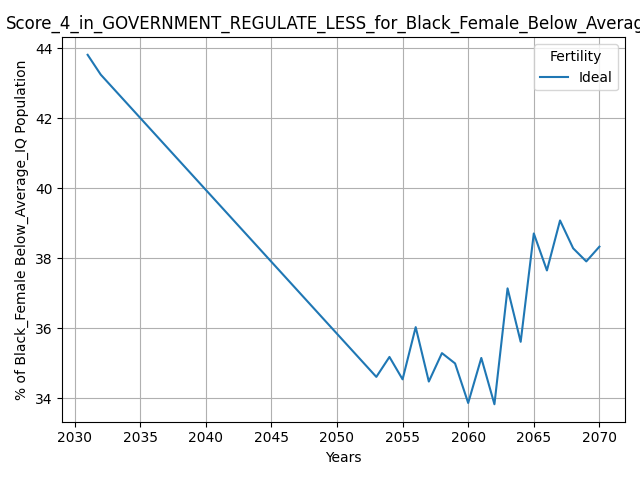 Score_4_in_GOVERNMENT_REGULATE_LESS_for_Black_Female_Below_Averag
Fertility
Ideal
% of Black_Female Below_Average_IQ Population
44
42
40
38
36
34
2030 2035 2040 2045 2050 2055 2060 2065 2070
Years